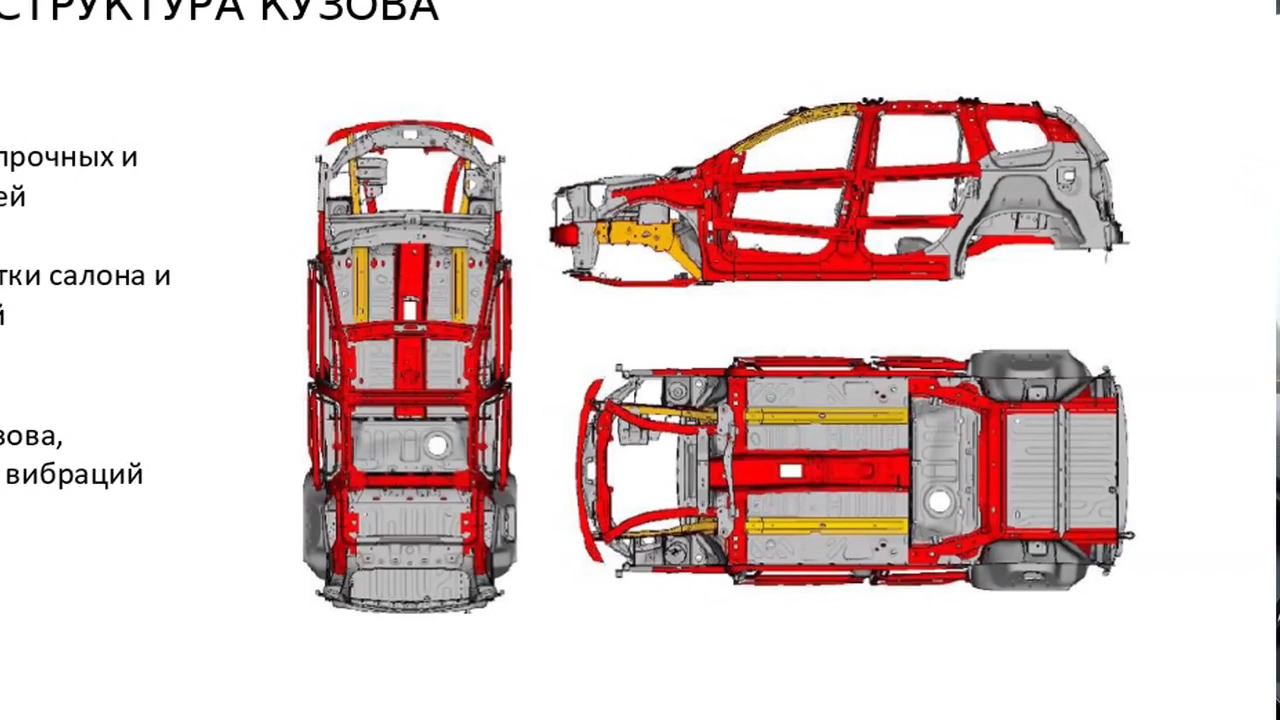 СТРУКТУРА КУЗОВА
прочных и
ей
тки салона и
й
зова,
вибраций